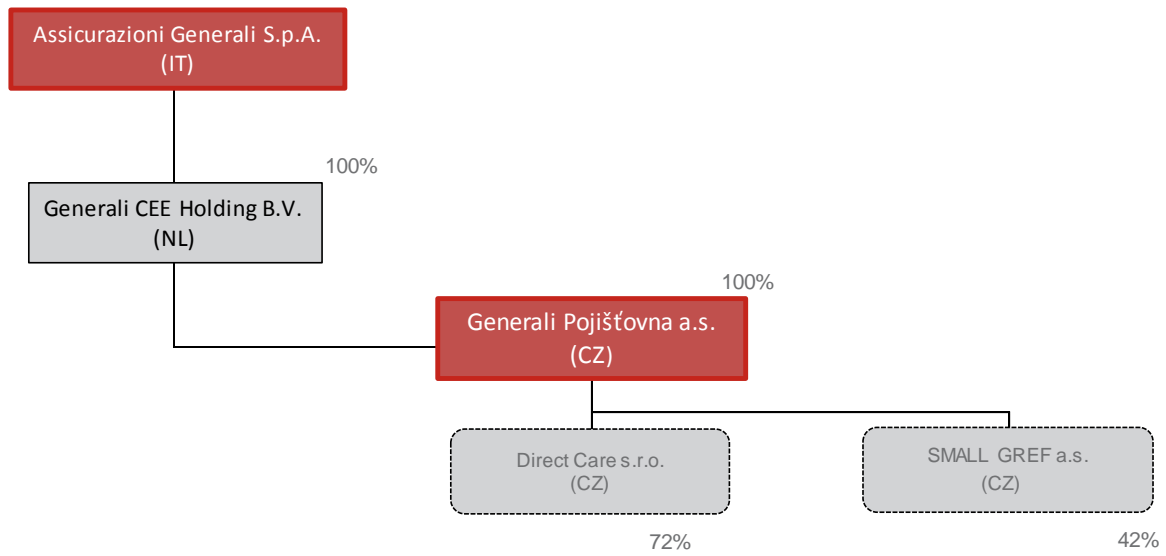 Assicurazioni Generali S.p.A.
(IT)
100%
Generali CEE Holding B.V.
(NL)
100%
Generali Pojišťovna a.s.
(CZ)
Direct Care s.r.o.
(CZ)
72%
SMALL GREF a.s.
(CZ)
42%